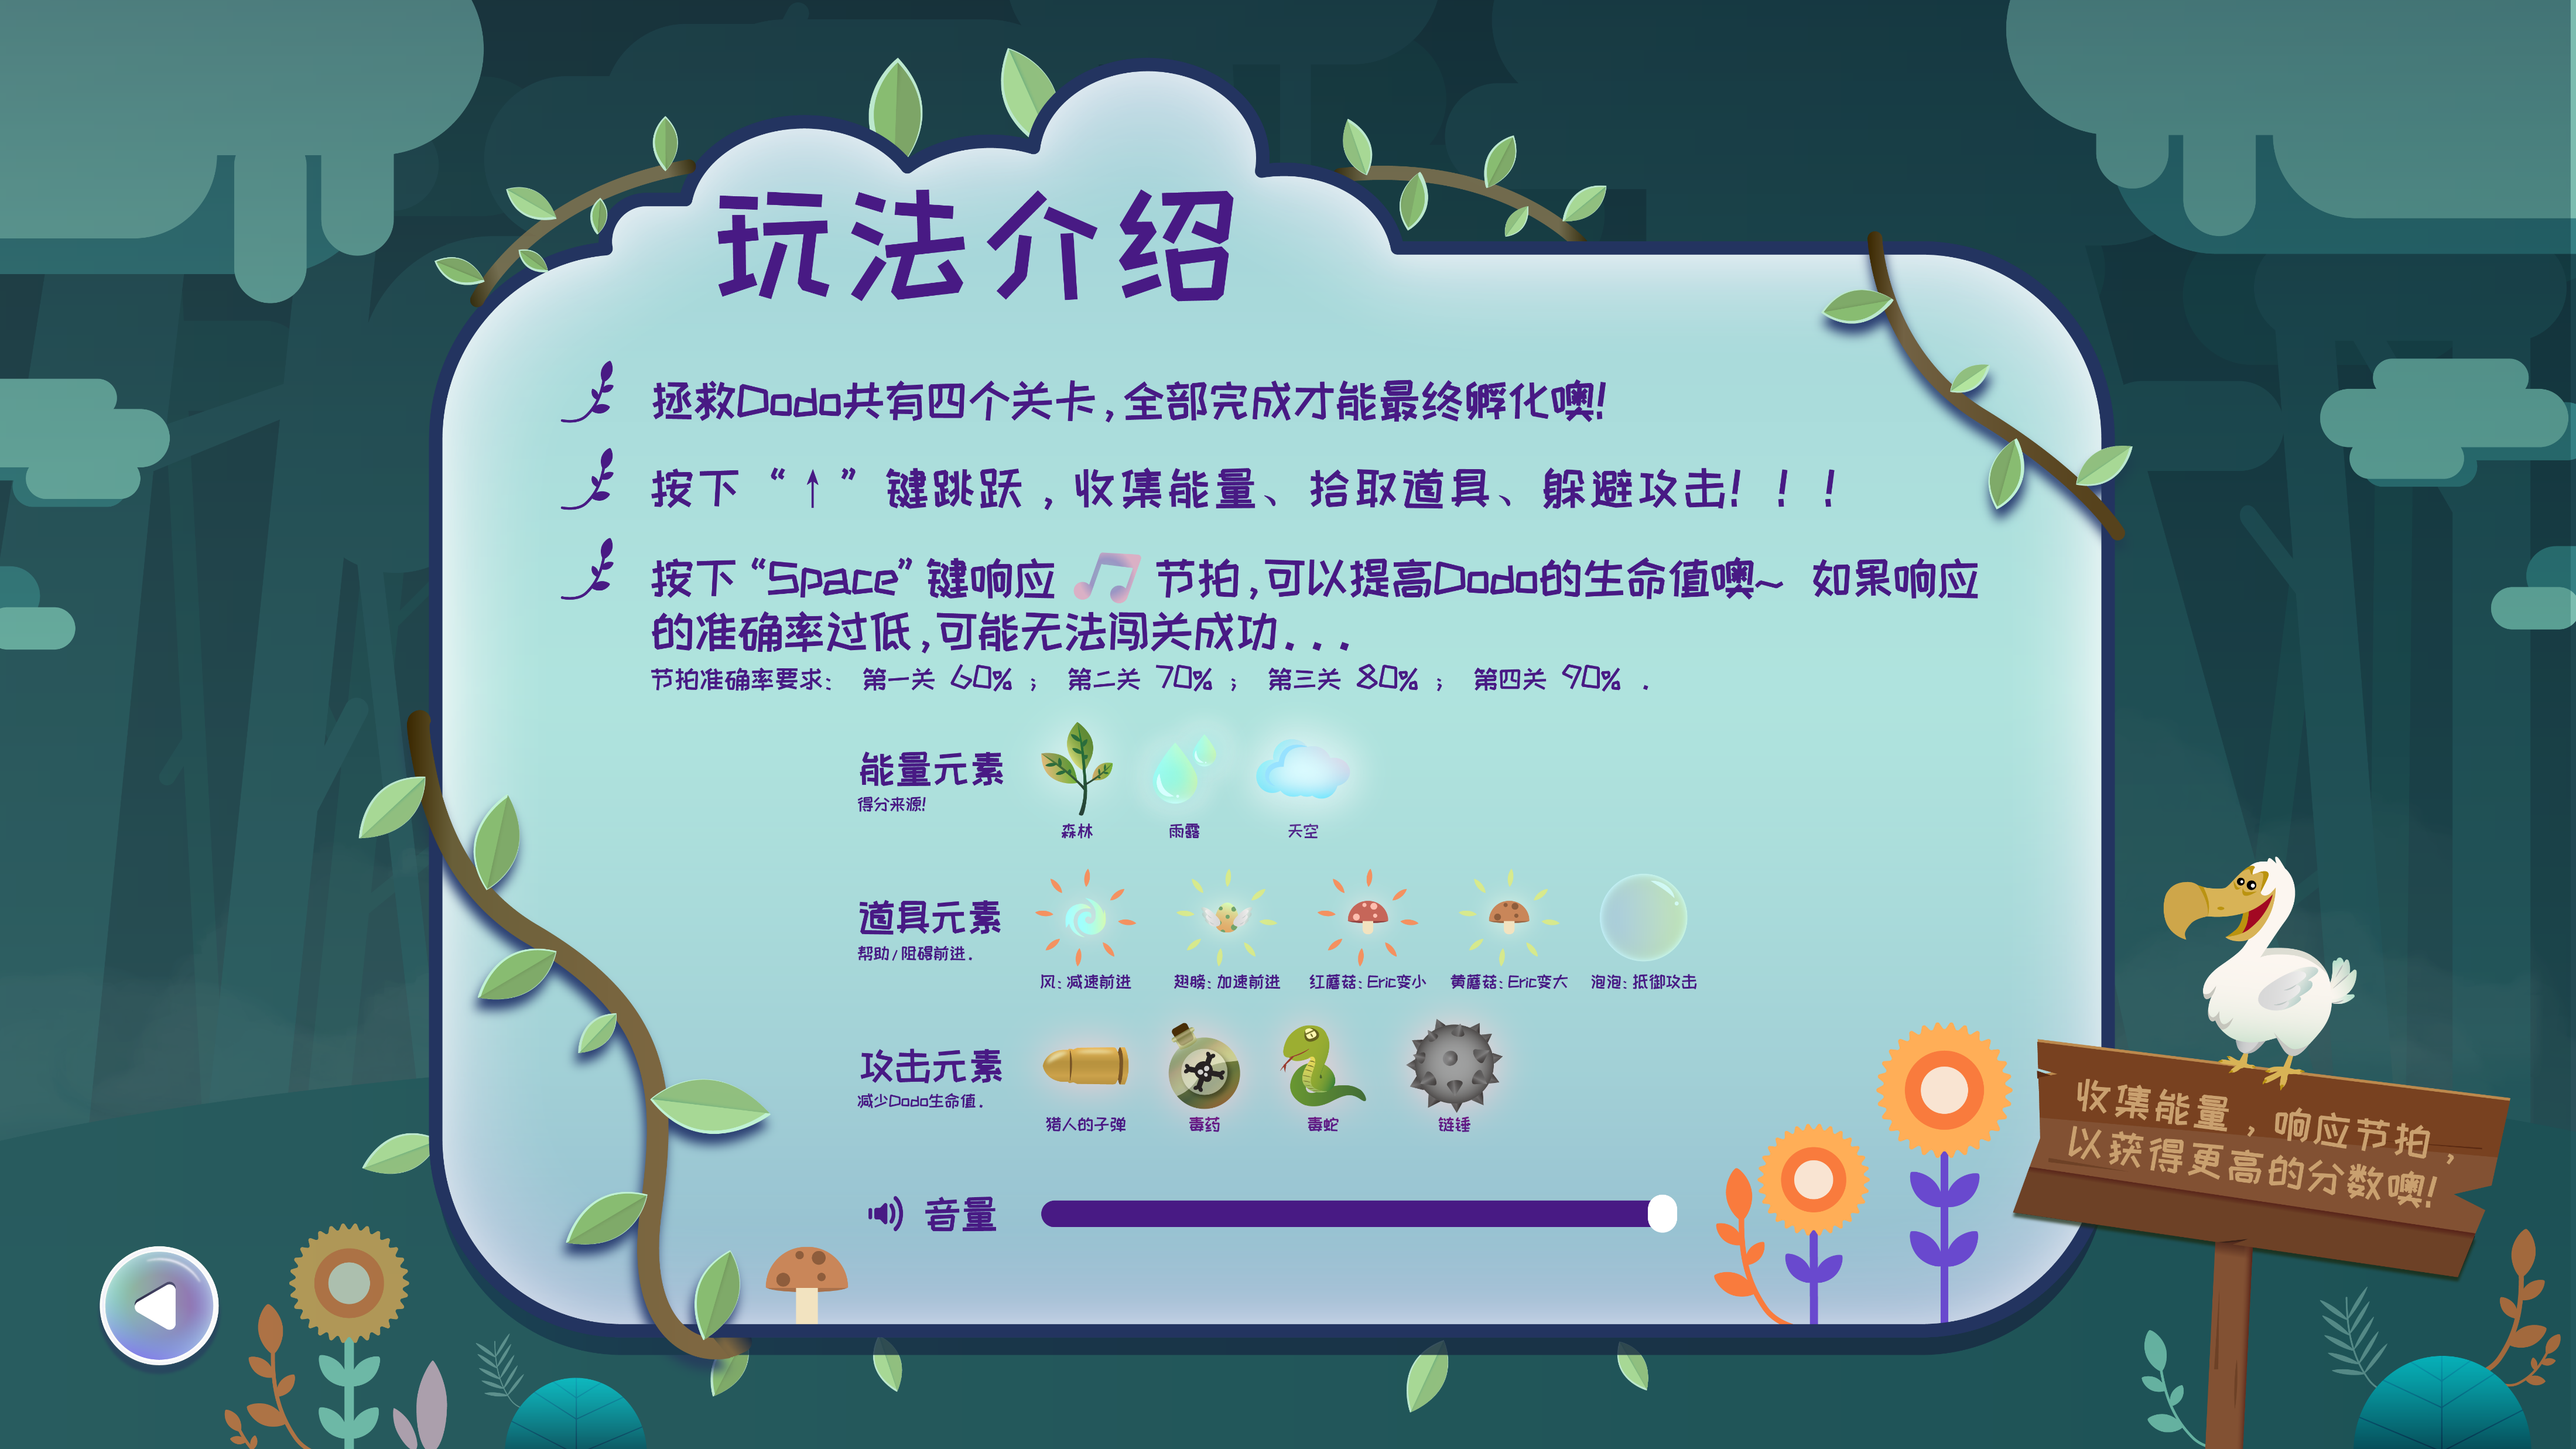 玩法介绍
拯救Dodo共有四个关卡,全部完成才能最终孵化噢!
按下“↑”键跳跃,收集能量、拾取道具、躲避攻击!!!
按下“Space”键响应 节拍,可以提高Dodo的生命值噢~ 如果响应
的准确率过低,可能无法闯关成功...
节拍准确率要求: 第一关 60% ; 第二关 70% ; 第三关 80% ; 第四关 90% .
能量元素
得分来源!
森林 雨露 天空
道具元素
帮助/阻碍前进.
风:减速前进 翅膀:加速前进 红蘑菇:Eric变小 黄蘑菇:Eric变大 泡泡:抵御攻击
攻击元素
减少Dodo生命值.
猎人的子弹 毒药 毒蛇 链锤
音量
收集能量,响应节拍,
以获得更高的分数噢!